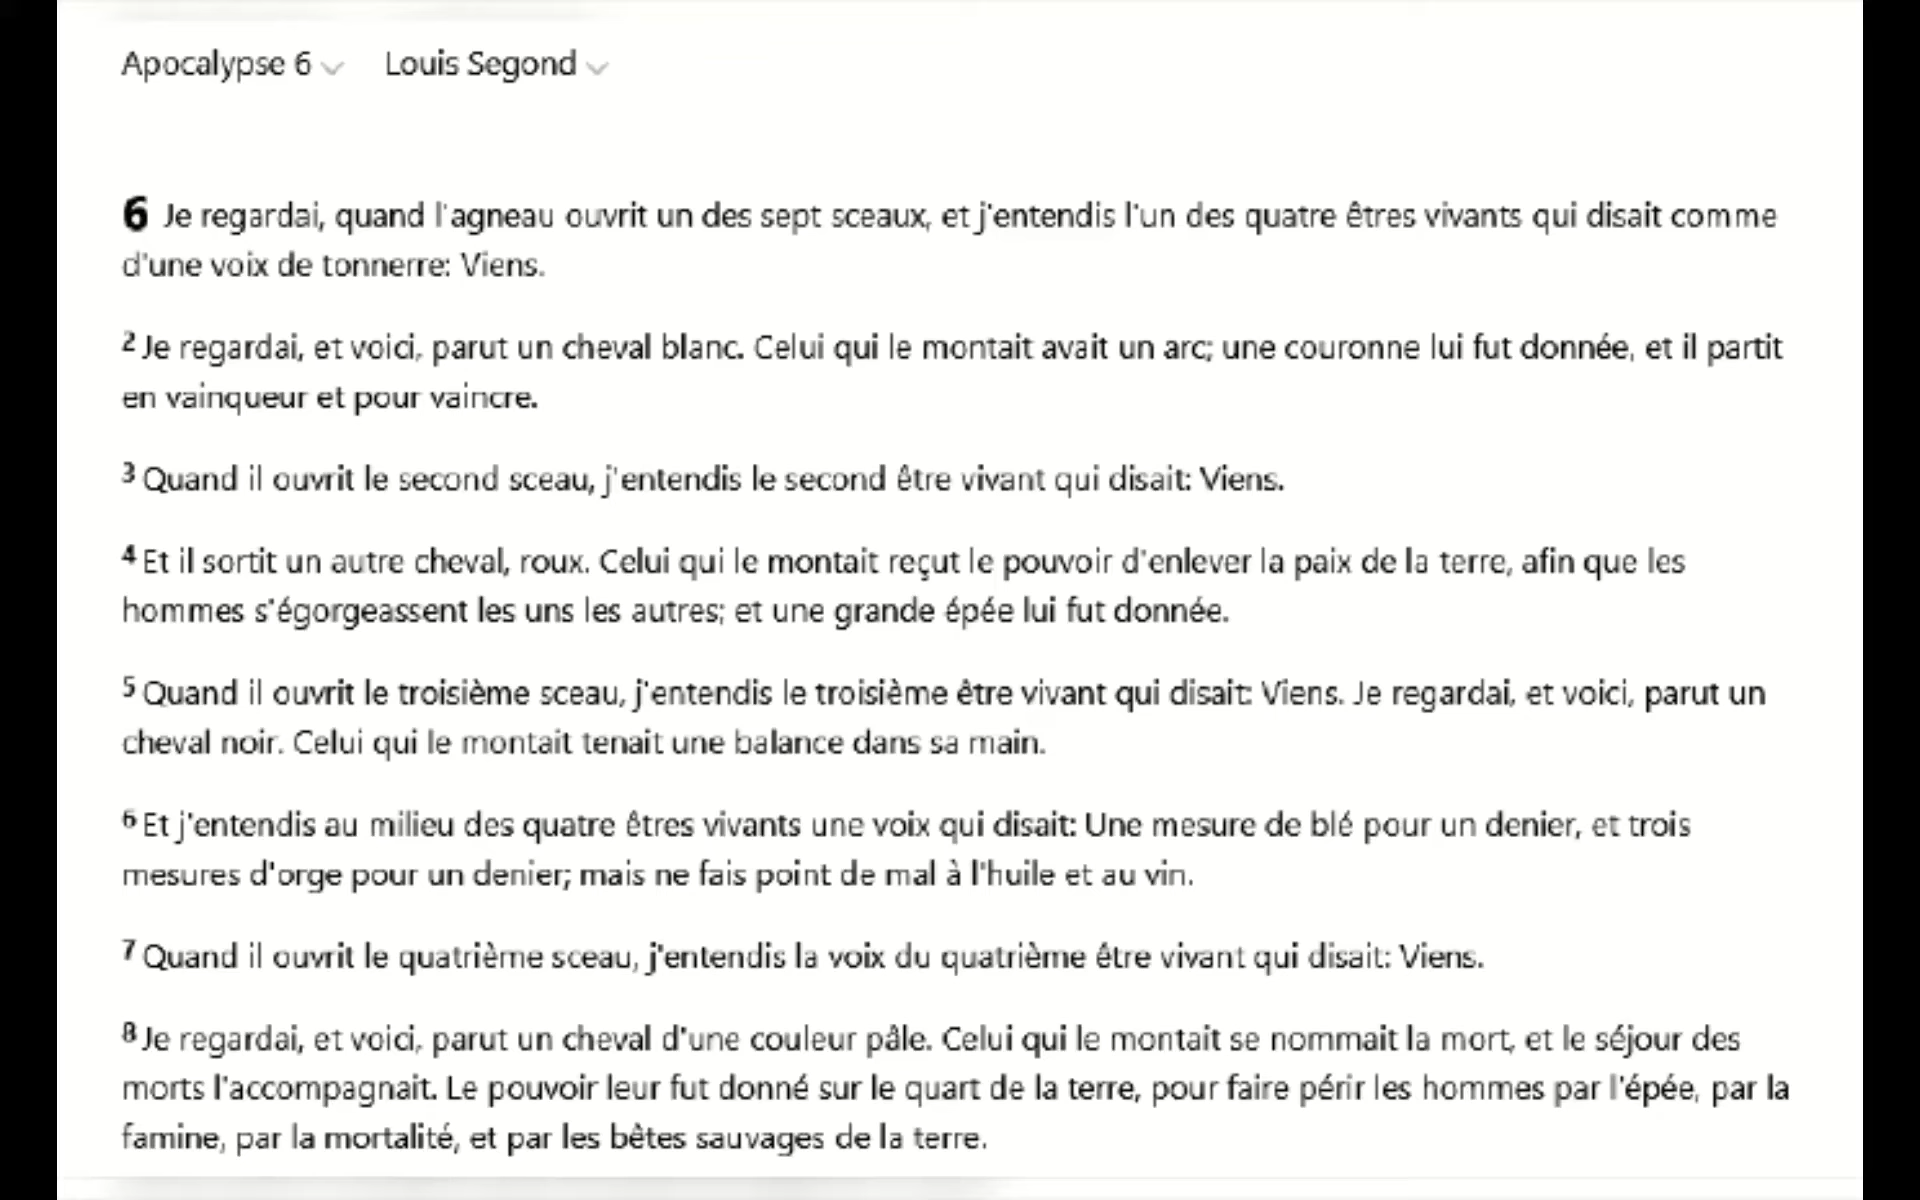 Apocalypse 6 Louis Segond
6 Je regardai, quand l'agneau ouvrit un des sept sceaux, et j'entendis l'un des quatre êtres vivants qui disait comme
d'une voix de tonnerre: Viens.
2 Je regardai, et voici, parut un cheval blanc. Celui qui le montait avait un arc; une couronne lui fut donnée, et il partit
en vainqueur et pour vaincre.
3 Quand il ouvrit le second sceau, j'entendis le second être vivant qui disait: Viens.
4 Et il sortit un autre cheval, roux. Celui qui le montait reçut le pouvoir d'enlever la paix de la terre, afin que les
hommes s'égorgeassent les uns les autres; et une grande épée lui fut donnée.
5 Quand il ouvrit le troisième sceau, j'entendis le troisième être vivant qui disait: Viens. Je regardai, et voici, parut un
cheval noir. Celui qui le montait tenait une balance dans sa main.
6 Et j'entendis au milieu des quatre êtres vivants une voix qui disait: Une mesure de blé pour un denier, et trois
mesures d'orge pour un denier; mais ne fais point de mal à l'huile et au vin.
7 Quand il ouvrit le quatrième sceau, j'entendis la voix du quatrième être vivant qui disait: Viens.
8 Je regardai, et voici, parut un cheval d'une couleur pâle. Celui qui le montait se nommait la mort, et le séjour des
morts l'accompagnait. Le pouvoir leur fut donné sur le quart de la terre, pour faire périr les hommes par l'épée, par la
famine, par la mortalité, et par les bêtes sauvages de la terre.